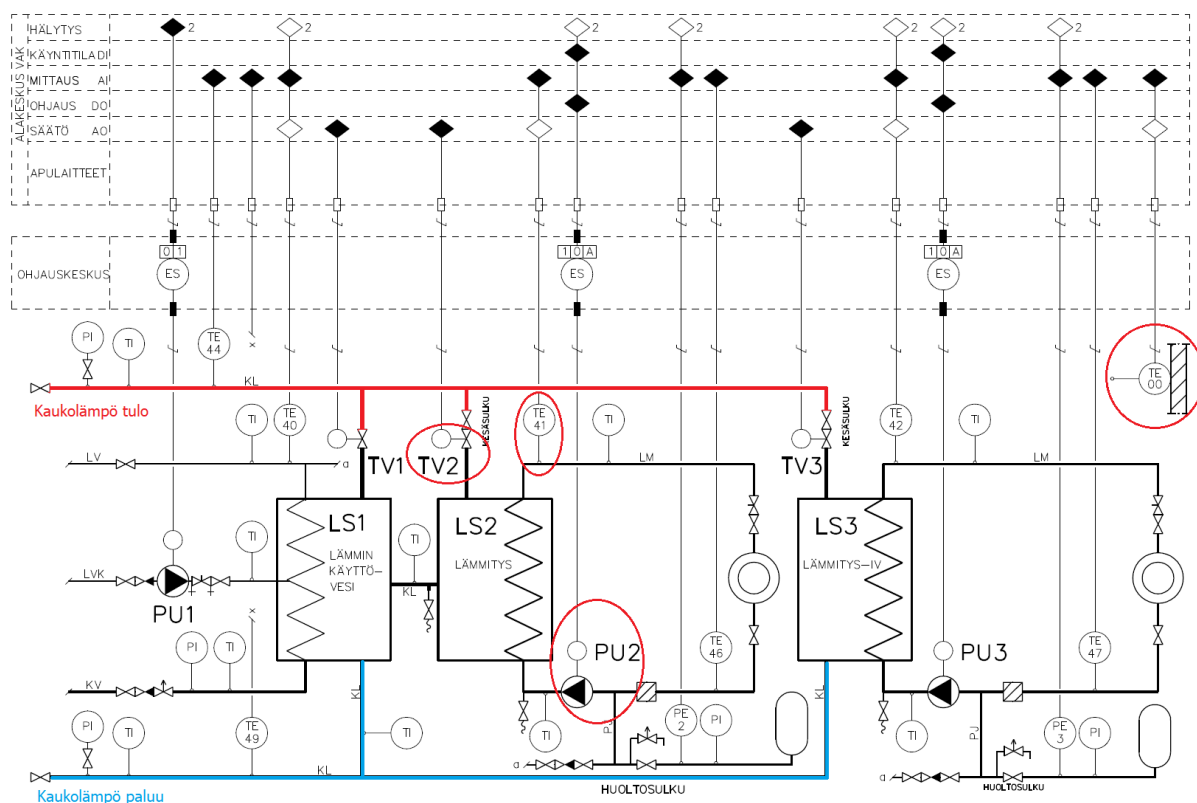 ALAKESKUS VAK
HÄLYTYS
2
2
2
2
2
2
2
KÄYNTITILA DI
MITTAUS AI
OHJAUS DO
SÄÄTÖ AO
APULAITTEET
OHJAUSKESKUS
0 1
ES
1 0 A
ES
1 0 A
ES
PI
TI
TE
44
x
KL
TE
00
Kaukolämpö tulo
KESÄSULKU
KESÄSULKU
TI
TE
40
TE
41
TI
TE
42
TI
LV
a
TV1
TV2
LM
TV3
LM
LS1
LÄMMIN
KÄYTTÖ-
VESI
LS2
LÄMMITYS
LS3
LÄMMITYS-IV
TI
TI
LVK
KL
PU1
x
PI
TI
PU2
TE
46
PU3
TE
47
KV
KL
KL
PI
TI
TE
49
TI
TI
PJ
PE
2
PI
TI
PJ
PE
3
PI
KL
a
a
HUOLTOSULKU
HUOLTOSULKU
Kaukolämpö paluu